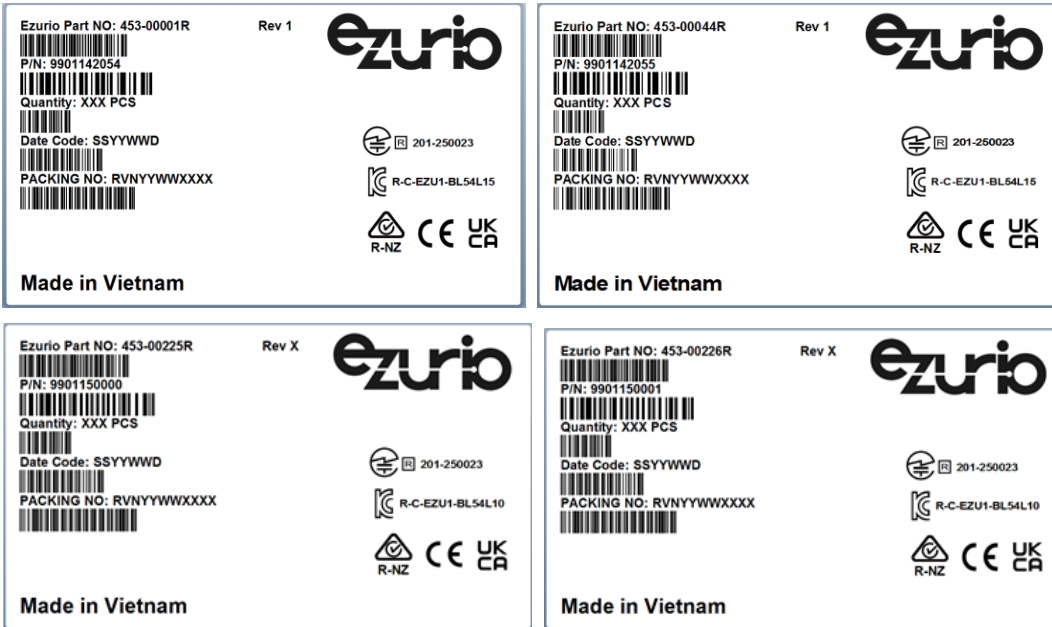 Ezurio Part NO: 453-00001R Rev 1
ezurio
P/N: 9901142054
Quantity: XXX PCS
Date Code: SSYYWWD
R 201-250023
PACKING NO: RVNYYWWXXXX
R-C-EZU1-BL54L15
R-NZ CE UK CA
Made in Vietnam
Ezurio Part NO: 453-00044R Rev 1
ezurio
P/N: 9901142055
Quantity: XXX PCS
Date Code: SSYYWWD
R 201-250023
PACKING NO: RVNYYWWXXXX
R-C-EZU1-BL54L15
R-NZ CE UK CA
Made in Vietnam
Ezurio Part NO: 453-00225R Rev X
ezurio
P/N: 9901150000
Quantity: XXX PCS
Date Code: SSYYWWD
R 201-250023
PACKING NO: RVNYYWWXXXX
R-C-EZU1-BL54L10
R-NZ CE UK CA
Made in Vietnam
Ezurio Part NO: 453-00226R Rev X
ezurio
P/N: 9901150001
Quantity: XXX PCS
Date Code: SSYYWWD
R 201-250023
PACKING NO: RVNYYWWXXXX
R-C-EZU1-BL54L10
R-NZ CE UK CA
Made in Vietnam